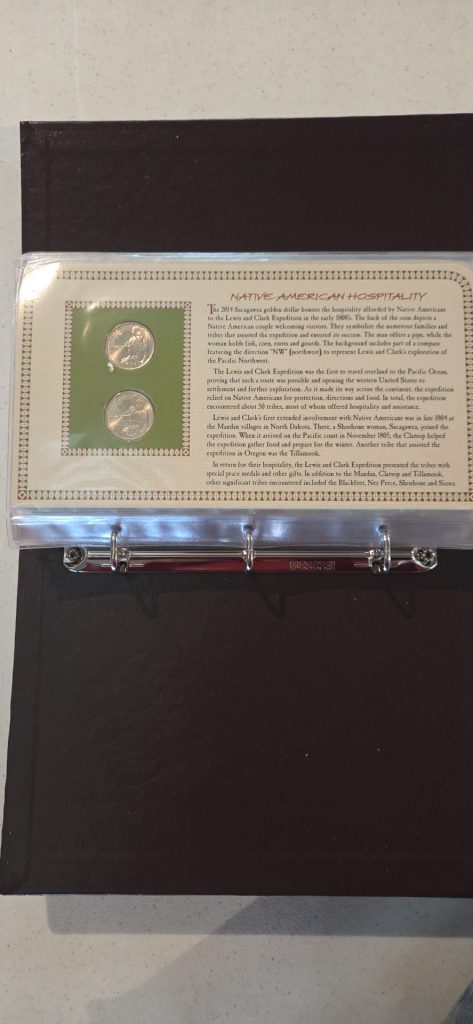 NATIVE AMERICAN HOSPITALITY
The 2014 Sacagawea golden dollar honors the hospitality afforded by Native Americans
to the Lewis and Clark Expedition in the early 1800's. The back of the coin depicts a
Native American couple welcoming visitors. They symbolize the numerous families and
tribes that assisted the expedition and ensured its success. The man offers a pipe, while the
woman holds fish, corn, roots and gourds. The background includes part of a compass
featuring the direction "NW" (northwest) to represent Lewis and Clark's exploration of
the Pacific Northwest.
The Lewis and Clark Expedition was the first to travel overland to the Pacific Ocean,
proving that such a route was possible and opening the western United States to
settlement and further exploration. As it made its way across the continent, the expedition
relied on Native Americans for protection, directions and food. In total, the expedition
encountered about 50 tribes, most of whom offered hospitality and assistance.
Lewis and Clark's first extended involvement with Native Americans was in late 1804 at
the Mandan villages in North Dakota. There, a Shoshone woman, Sacagawea, joined the
expedition. When it arrived on the Pacific coast in November 1805, the Clatsop helped
the expedition gather food and prepare for the winter. Another tribe that assisted the
expedition in Oregon was the Tillamook.
In return for their hospitality, the Lewis and Clark Expedition presented the tribes with
special peace medals and other gifts. In addition to the Mandan, Clatsop and Tillamook,
other significant tribes encountered included the Blackfeet, Nez Perce, Shoshone and Sioux.